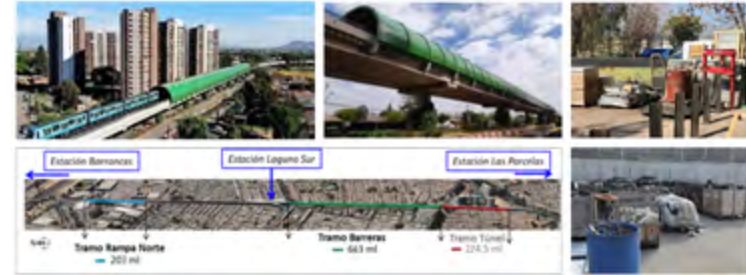 Estación Barrancas
Estación Laguna Sur
Estación Las Parcelas
Tramo Rampa Norte
203 ml
Tramo Barreras
663 ml
Tramo Túnel
224.5 ml